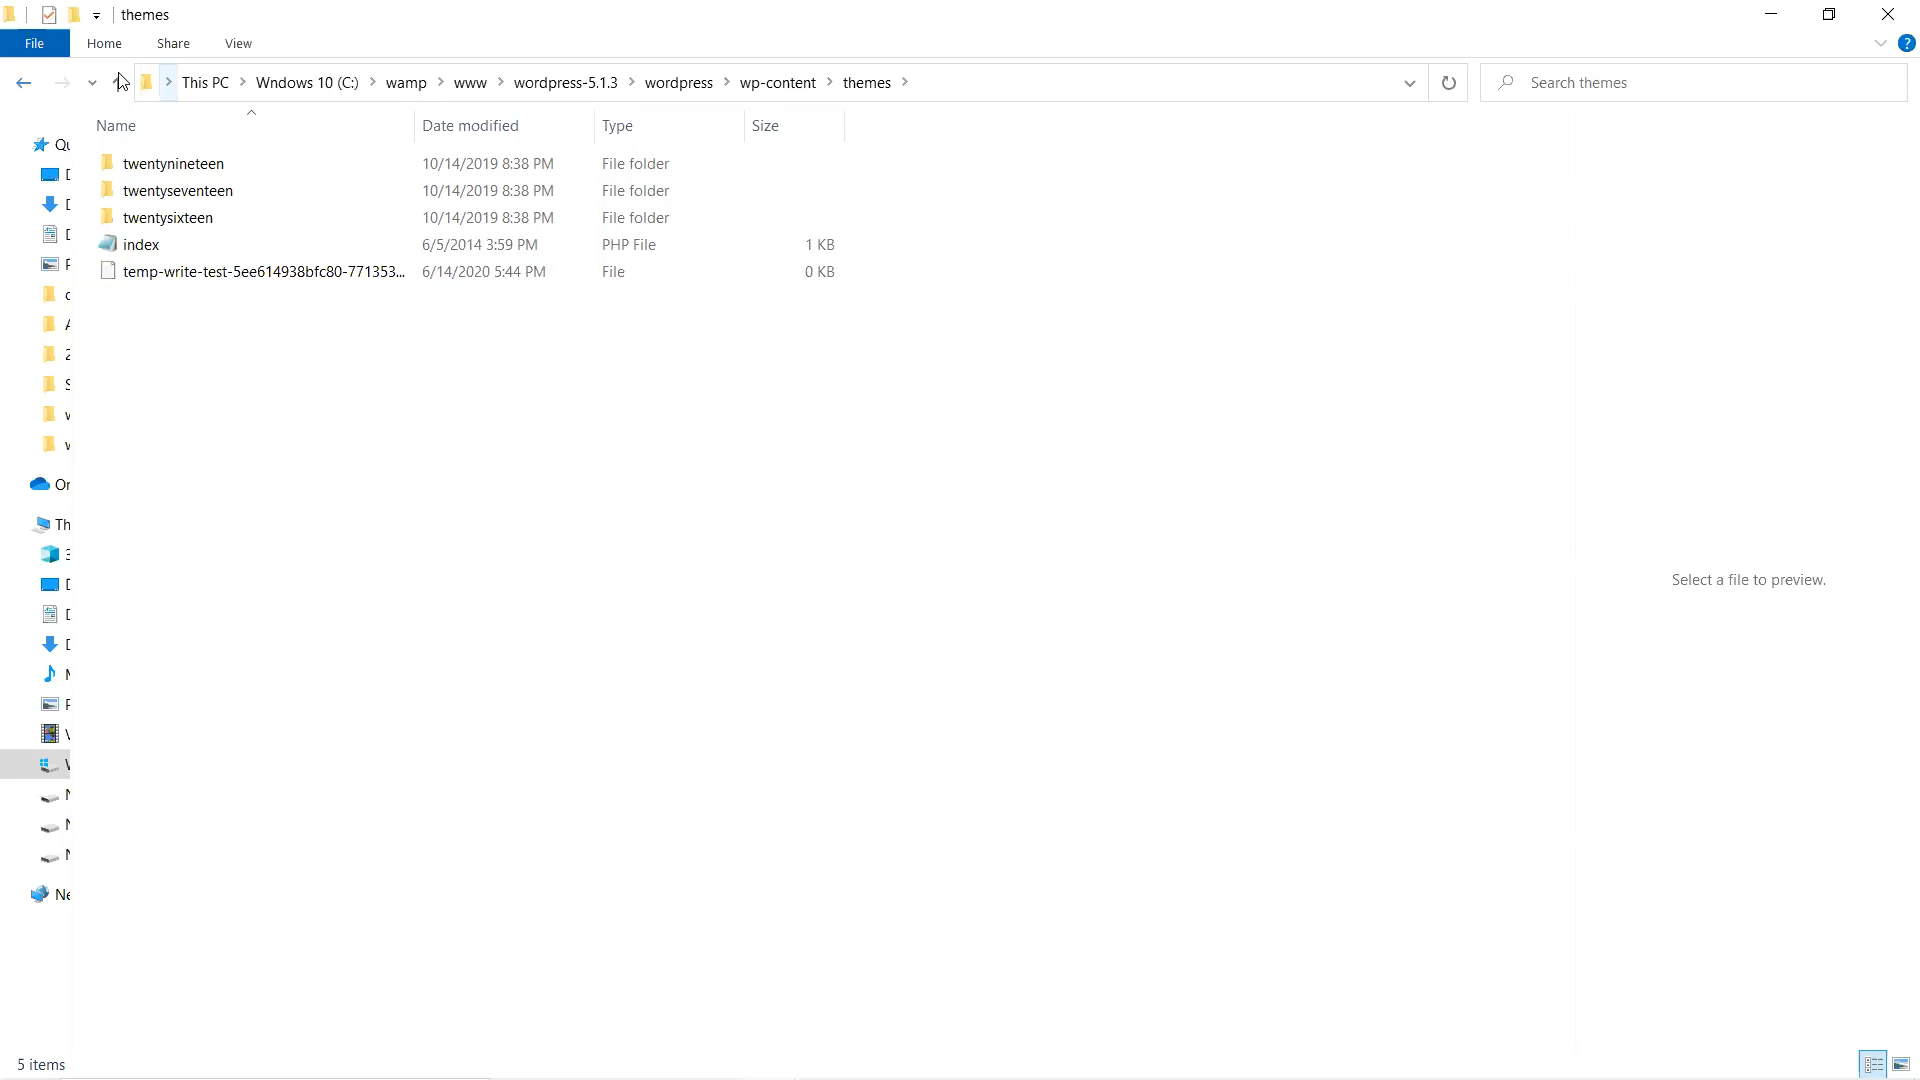 themes
File Home Share View
This PC Wndows 10 (C:) wamp www wordpress-5.1.3 wordpress wp-content themes
Search themes
Name Date modified Type Size
twentynineteen 10/14/2019 8:38 PM File folder
twentyseventeen 10/14/2019 8:38 PM File folder
twentysixteen 10/14/2019 8:38 PM File folder
index 6/5/2014 3:59 PM PHP File 1 KB
temp-write-test-5ee614938bfc80-771353... 6/14/2020 5:44 PM File 0 KB
Select a file to preview.
5 items